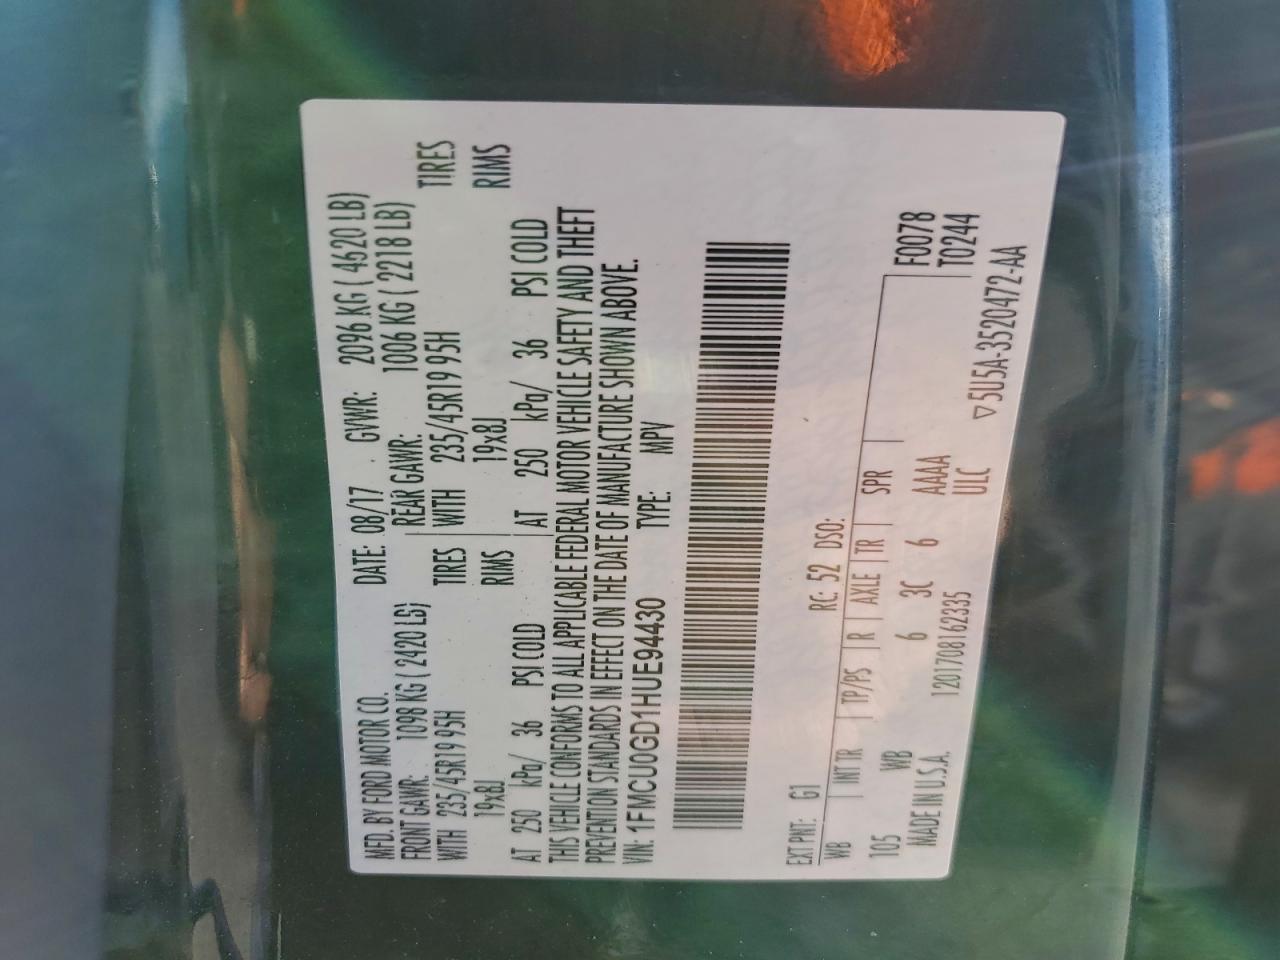 MFD. BY FORD MOTOR CO.
DATE: 08/17 GVWR: 2096 KG ( 4620 LB)
FRONT GAWR: 1098 KG ( 2420 LB) REAR GAWR: 1006 KG ( 2218 LB)
WITH 235/45R19 95H TIRES WITH 235/45R19 95H TIRES
19x8J RIMS 19x8J RIMS
AT 250 kPa/ 36 PSI COLD AT 250 kPa/ 36 PSI COLD
THIS VEHICLE CONFORMS TO ALL APPLICABLE FEDERAL MOTOR VEHICLE SAFETY AND THEFT
PREVENTION STANDARDS IN EFFECT ON THE DATE OF MANUFACTURE SHOWN ABOVE.
VIN: 1FMCU0GD1HUE94430 TYPE: MPV
EXT PNT: G1 RC: 52 DSO: F0078
WB INT TR TP/PS R AXLE TR SPR T0244
105 WB 6 3C 6 AAAA
MADE IN U.S.A. 1201708162335 ULC ▽5U5A-3520472-AA